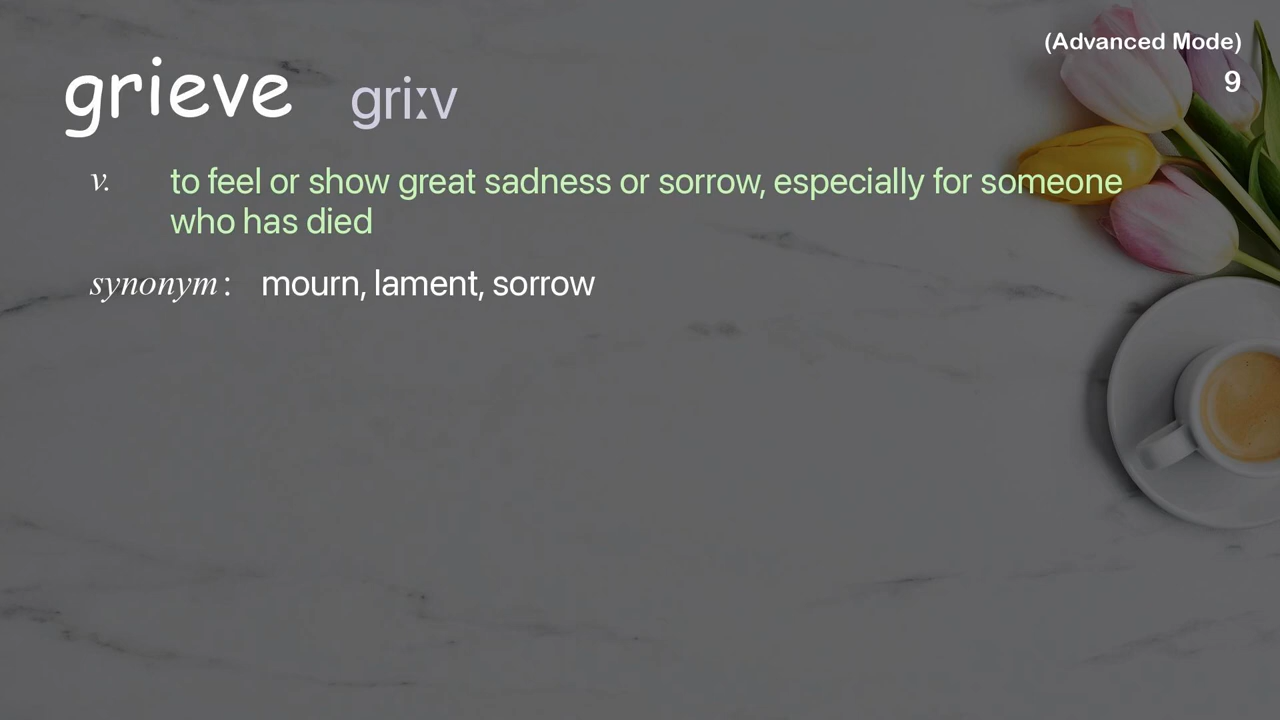 (Advanced Mode)
9
grieve griːv
v. to feel or show great sadness or sorrow, especially for someone
who has died
synonym : mourn, lament, sorrow